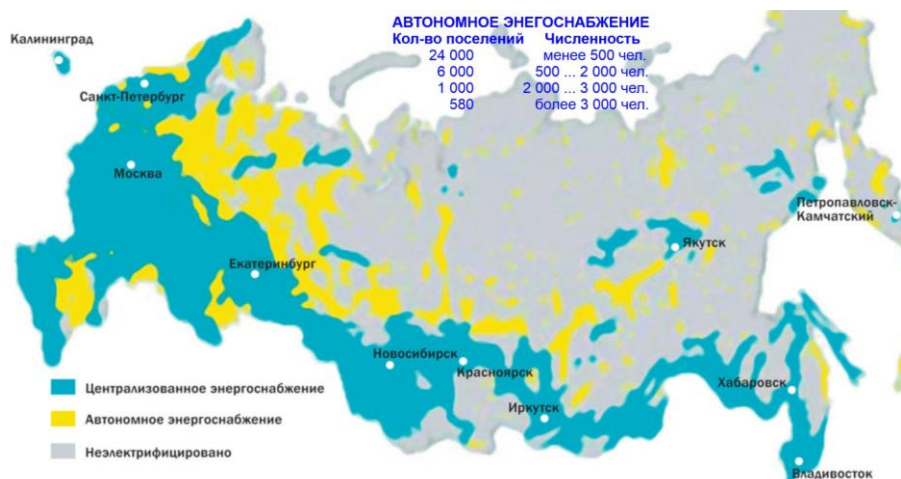 АВТОНОМНОЕ ЭНЕГОСНАБЖЕНИЕ
Кол-во поселений Численность
24 000 менее 500 чел.
6 000 500 ... 2 000 чел.
1 000 2 000 ... 3 000 чел.
580 более 3 000 чел.
Калининград
Санкт-Петербург
Москва
Петропавловск-
Камчатский
Якутск
Екатеринбург
Новосибирск
Красноярск
Хабаровск
Иркутск
Владивосток
Централизованное энергоснабжение
Автономное энергоснабжение
Неэлектрифицировано